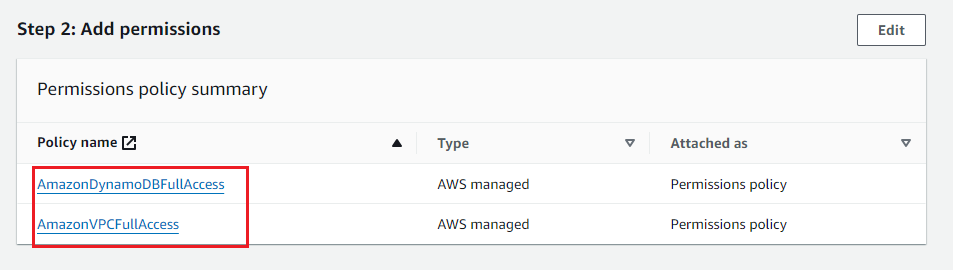 Step 2: Add permissions
Edit
Permissions policy summary
Policy name Type Attached as
AmazonDynamoDBFullAccess AWS managed Permissions policy
AmazonVPCFullAccess AWS managed Permissions policy